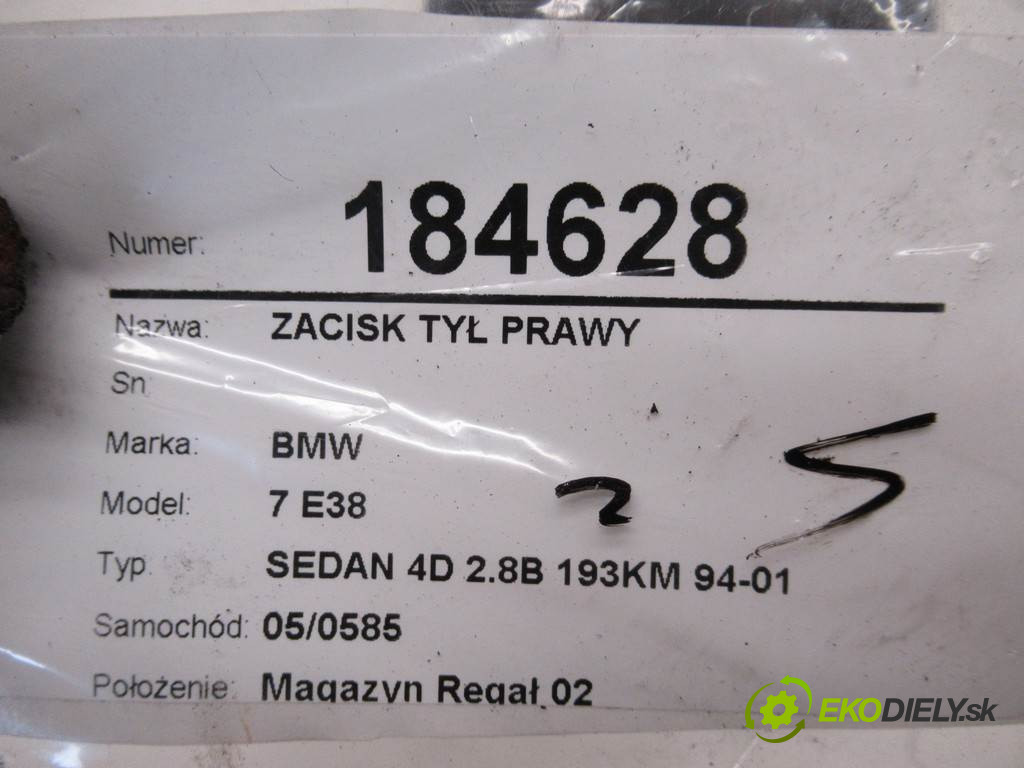 Numer: 184628
Nazwa: ZACISK TYŁ PRAWY
Sn
Marka: BMW
Model: 7 E38
2 5
Typ. SEDAN 4D 2.8B 193KM 94-01
Samochód: 05/0585
Położenie: Magazyn Regał 02
EKODIELY.sk